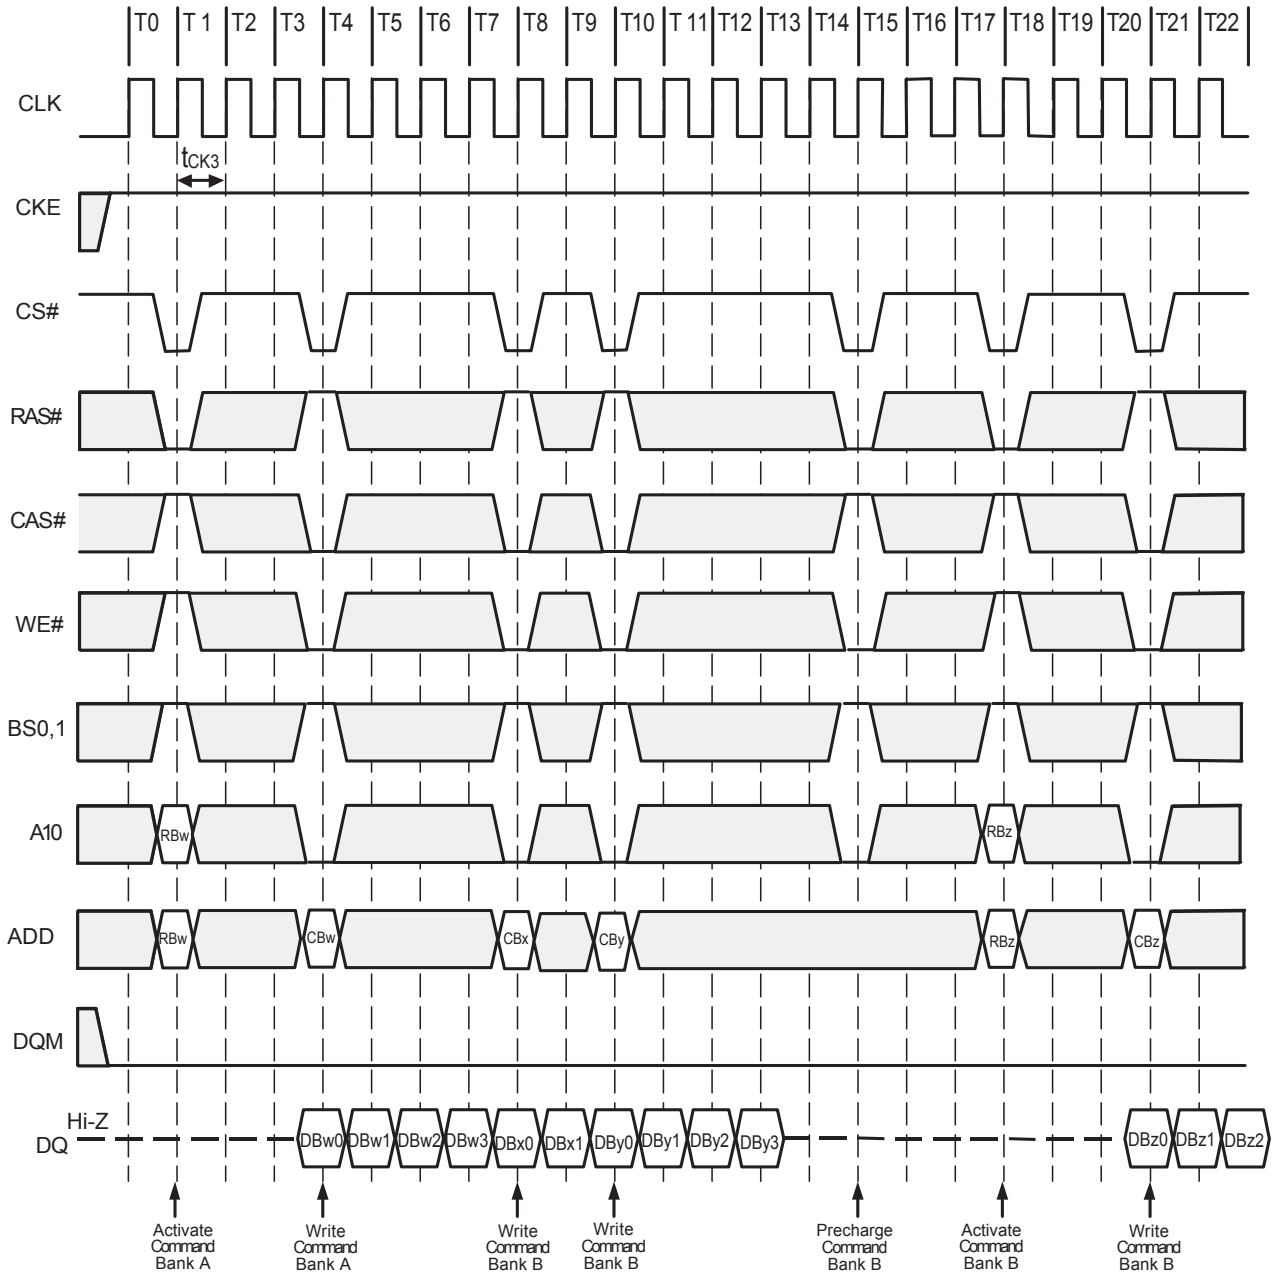 T0 T 1 T2 T3 T4 T5 T6 T7 T8 T9 T10 T 11 T12 T13 T14 T15 T16 T17 T18 T19 T20 T21 T22
CLK
tCK3
CKE
CS#
RAS#
CAS#
WE#
BS0,1
A10 RBw RBz
ADD RBw CBw CBx CBy RBz CBz
DQM
Hi-Z
DQ DBw0 DBw1 DBw2 DBw3 DBx0 DBx1 DBy0 DBy1 DBy2 DBy3 DBz0 DBz1 DBz2
Activate
Command
Bank A
Write
Command
Bank A
Write
Command
Bank B
Write
Command
Bank B
Precharge
Command
Bank B
Activate
Command
Bank B
Write
Command
Bank B